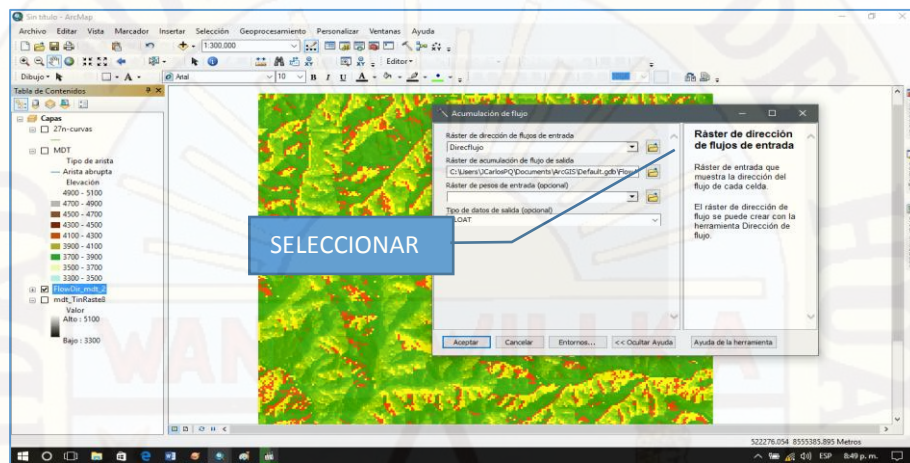 Sin título - ArcMap
Archivo Editar Vista Marcador Insertar Selección Geoprocesamiento Personalizar Ventanas Ayuda
1:300.000
Editor
Dibujo
A
Arial
10
B I U A
Tabla de Contenidos
Capas
27n-curvas
MDT
Tipo de arista
Arista abrupta
Elevación
4900 - 5100
4700 - 4900
4500 - 4700
4300 - 4500
4100 - 4300
3900 - 4100
3700 - 3900
3500 - 3700
3300 - 3500
FlowDir_mdt_2
mdt_TinRaster
Valor
Alto : 5100
Bajo : 3300
Acumulación de flujo
Ráster de dirección de flujos de entrada
Direcflujo
Ráster de acumulación de flujo de salida
C:\Users\JCarlosPQ\Documents\ArcGIS\Default.gdb\
Ráster de pesos de entrada (opcional)
Tipo de datos de salida (opcional)
LOAT
SELECCIONAR
Aceptar
Cancelar
Entornos...
<< Ocultar Ayuda
Ráster de dirección
de flujos de entrada
Ráster de entrada que
muestra la dirección del
flujo de cada celda.
El ráster de dirección de
flujo se puede crear con la
herramienta Dirección de
flujo.
Ayuda de la herramienta
522276.054 8555385.895 Metros
ESP
8:49 p. m.